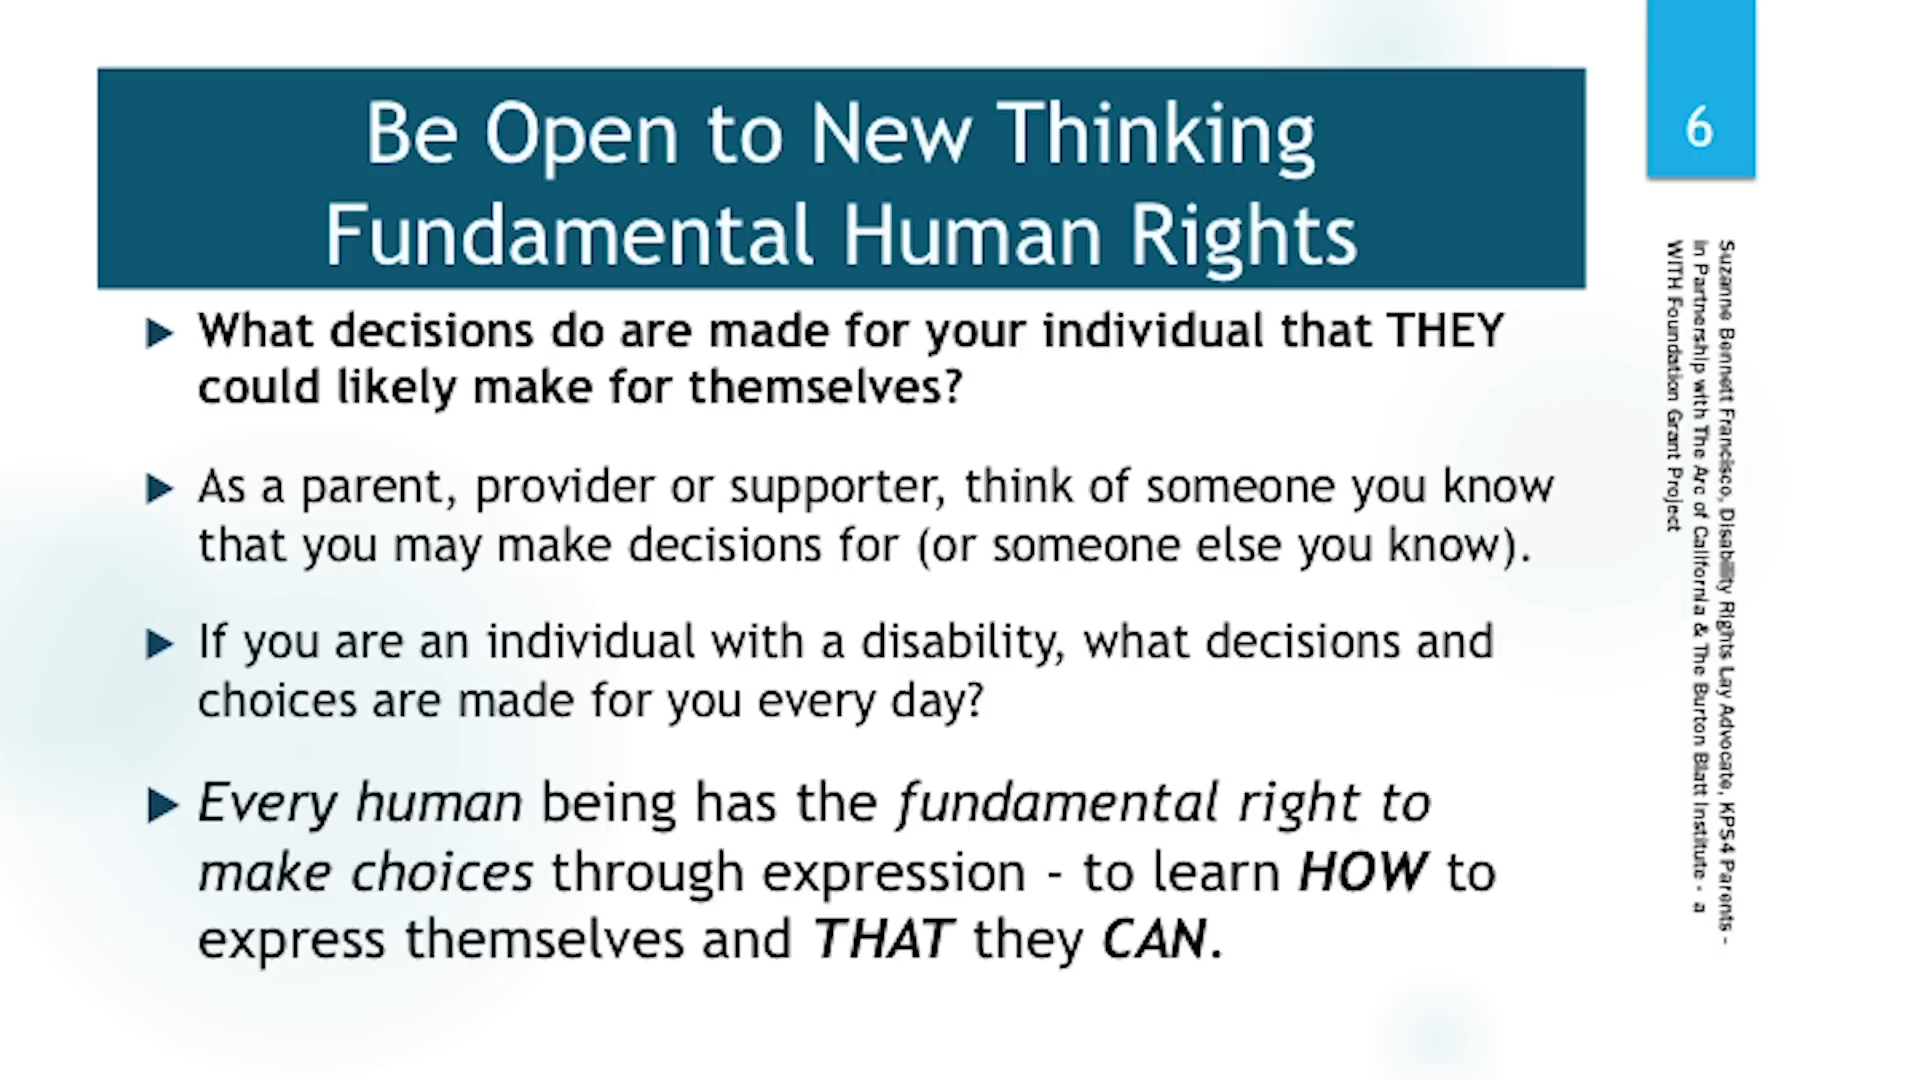 Be Open to New Thinking
Fundamental Human Rights
6
What decisions do are made for your individual that THEY
could likely make for themselves?
As a parent, provider or supporter, think of someone you know
that you may make decisions for (or someone else you know).
If you are an individual with a disability, what decisions and
choices are made for you every day?
Every human being has the fundamental right to
make choices through expression - to learn HOW to
express themselves and THAT they CAN.
Suzanne Bennett Francisco, Disability Rights Lay Advocate, KPS4 Parents -
in Partnership with The Arc of California & The Burton Blatt Institute - a
WITH Foundation Grant Project